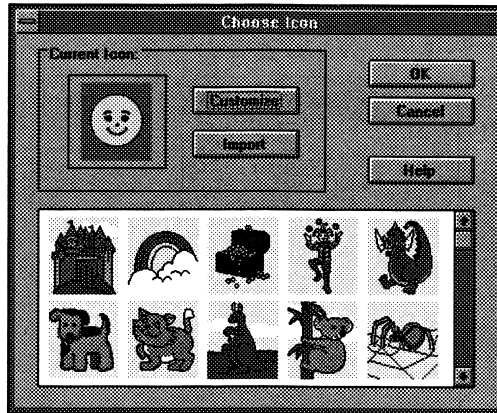 Choose Icon
Current Icon:
Customize
Import
OK
Cancel
Help